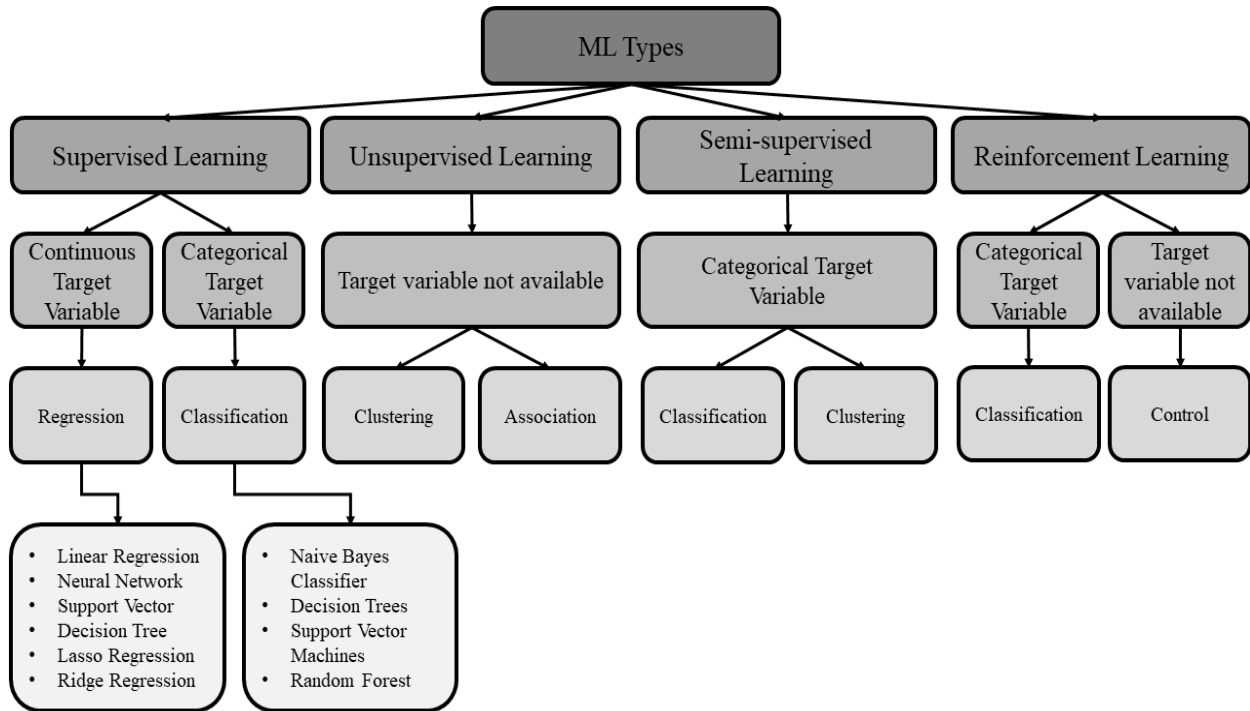 ML Types
Supervised Learning
Unsupervised Learning
Semi-supervised
Learning
Reinforcement Learning
Continuous
Target
Variable
Categorical
Target
Variable
Target variable not available
Categorical Target
Variable
Categorical
Target
Variable
Target
variable not
available
Regression
Classification
Clustering
Association
Classification
Clustering
Classification
Control
• Linear Regression
• Neural Network
• Support Vector
• Decision Tree
• Lasso Regression
• Ridge Regression
• Naive Bayes
Classifier
• Decision Trees
• Support Vector
Machines
• Random Forest